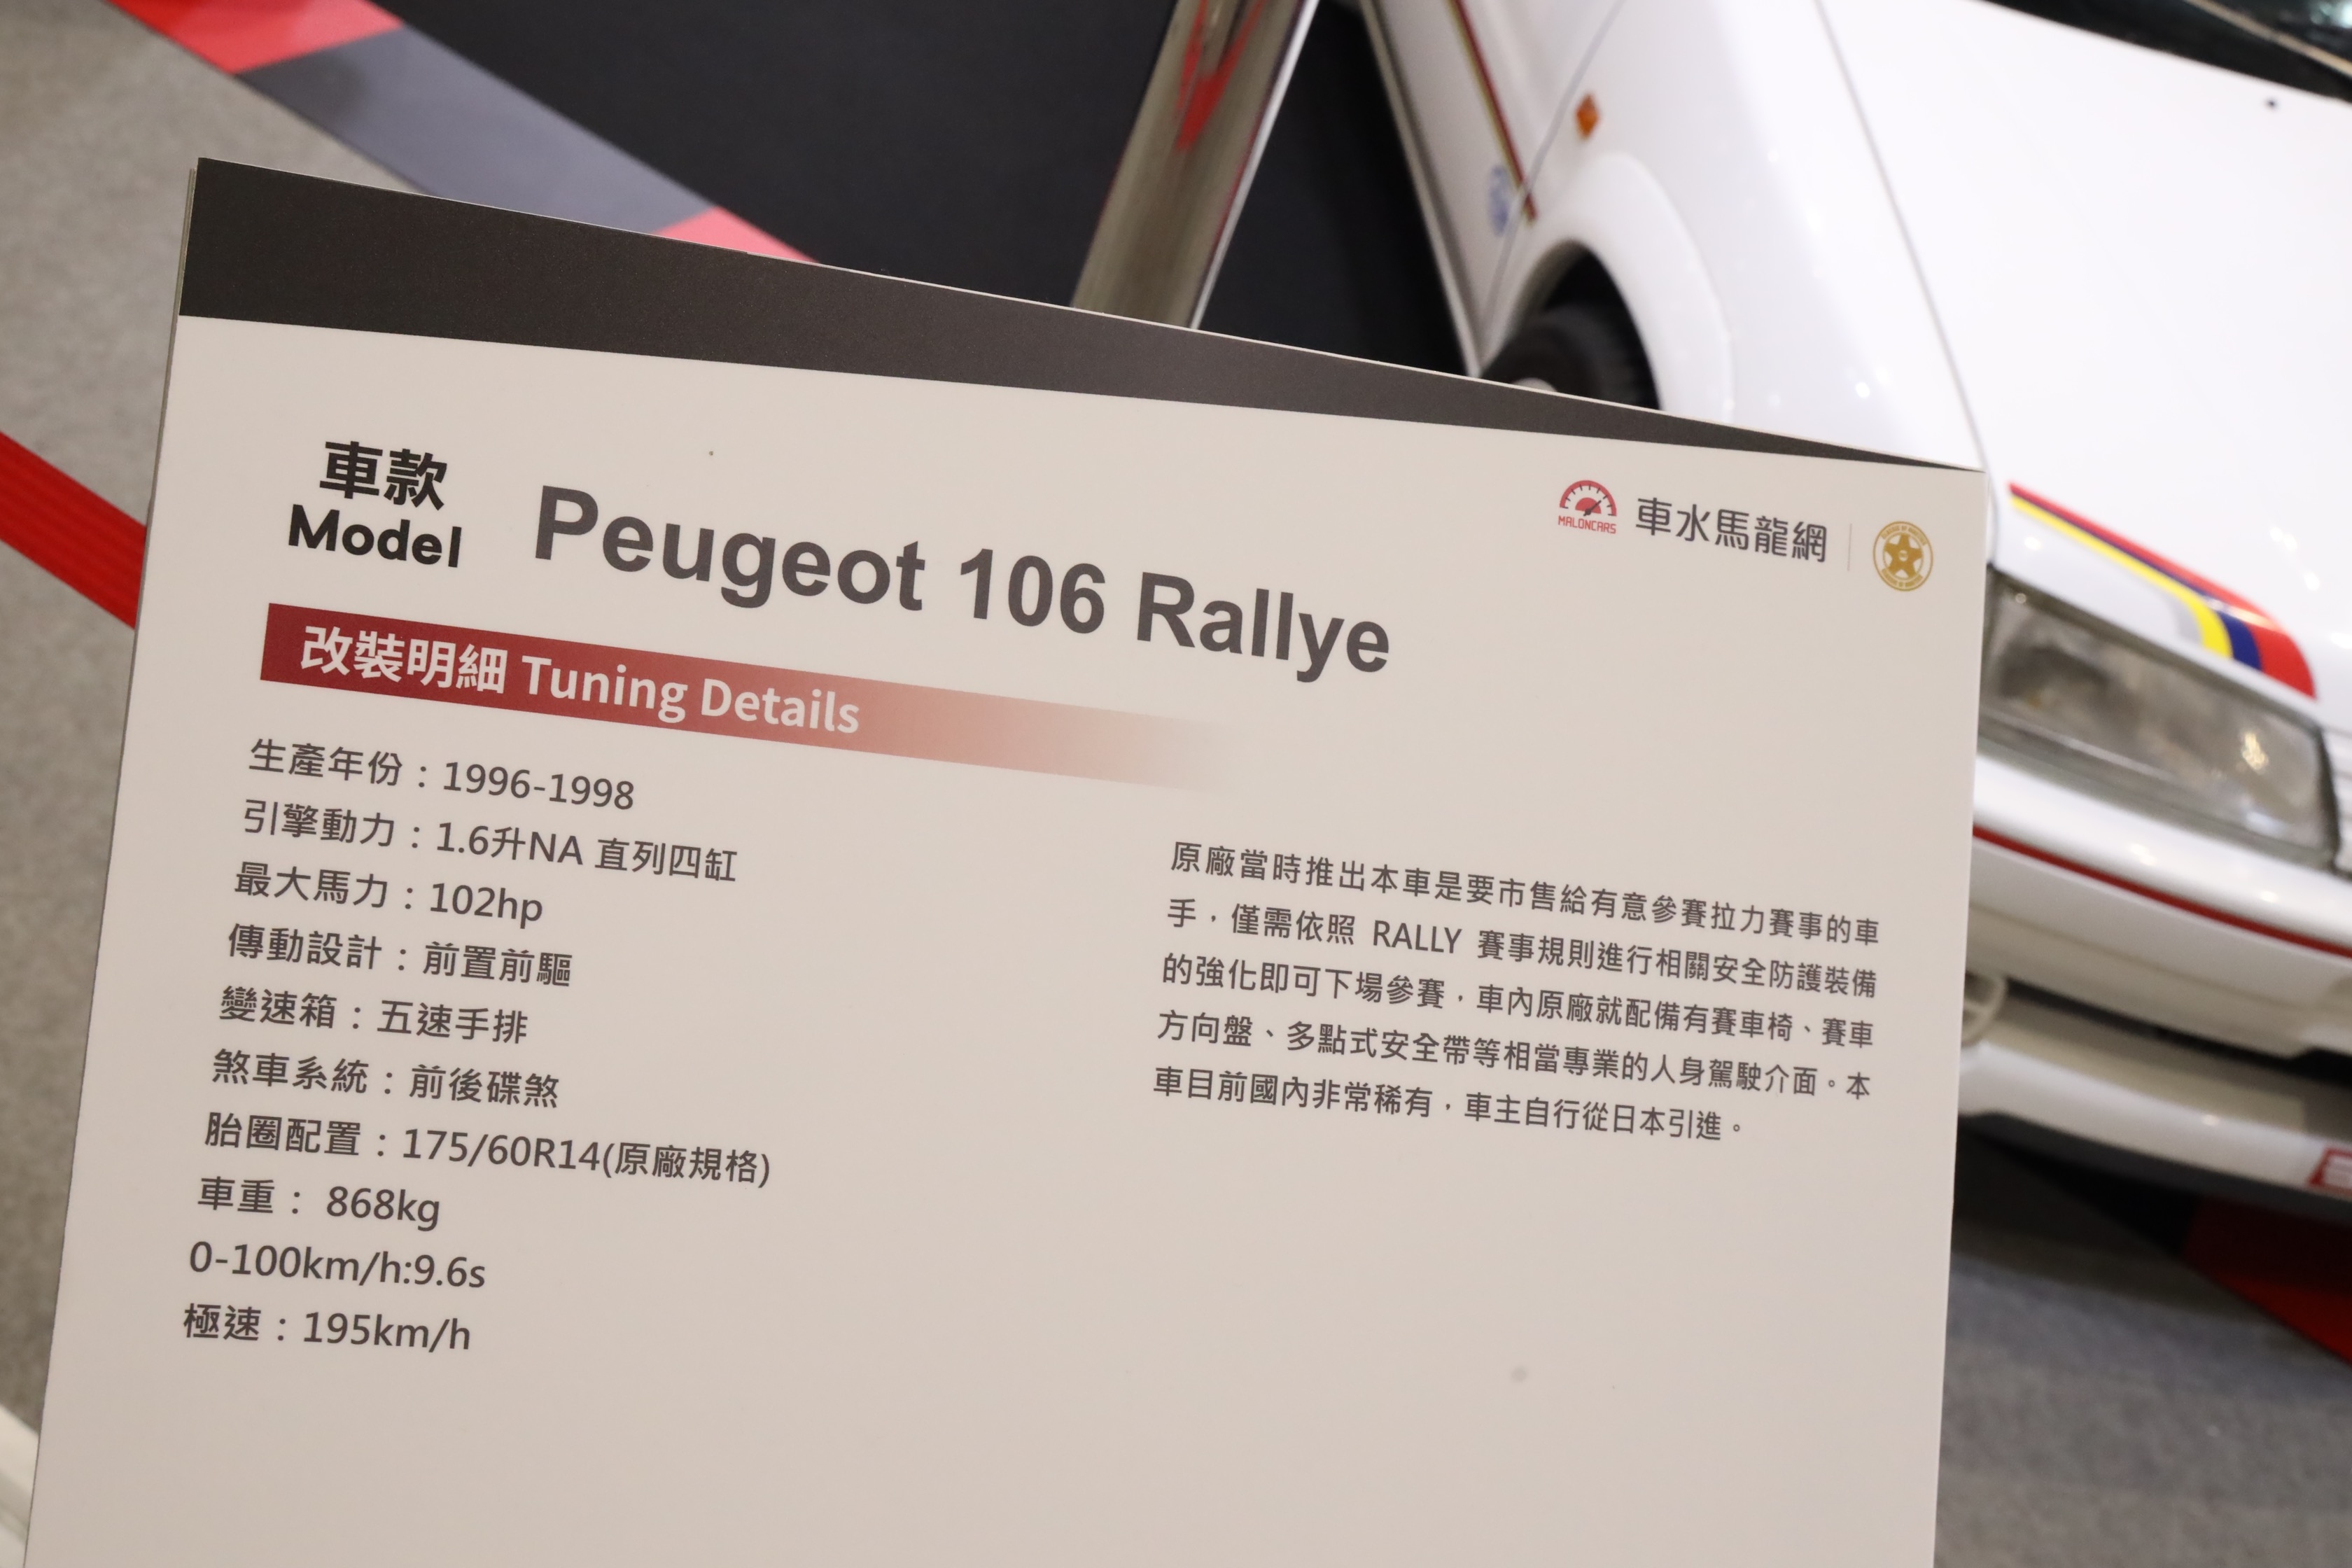 車款
Model
Peugeot 106 Rallye
MALONCARS
車水馬龍網
改裝明細 Tuning Details
生產年份：1996-1998
引擎動力：1.6升NA 直列四缸
最大馬力：102hp
傳動設計：前置前驅
變速箱：五速手排
煞車系統：前後碟煞
胎圈配置：175/60R14(原廠規格)
車重： 868kg
0-100km/h:9.6s
極速：195km/h
原廠當時推出本車是要市售給有意參賽拉力賽事的車
手，僅需依照 RALLY 賽事規則進行相關安全防護裝備
的強化即可下場參賽，車內原廠就配備有賽車椅、賽車
方向盤、多點式安全帶等相當專業的人身駕駛介面。本
車目前國內非常稀有，車主自行從日本引進。